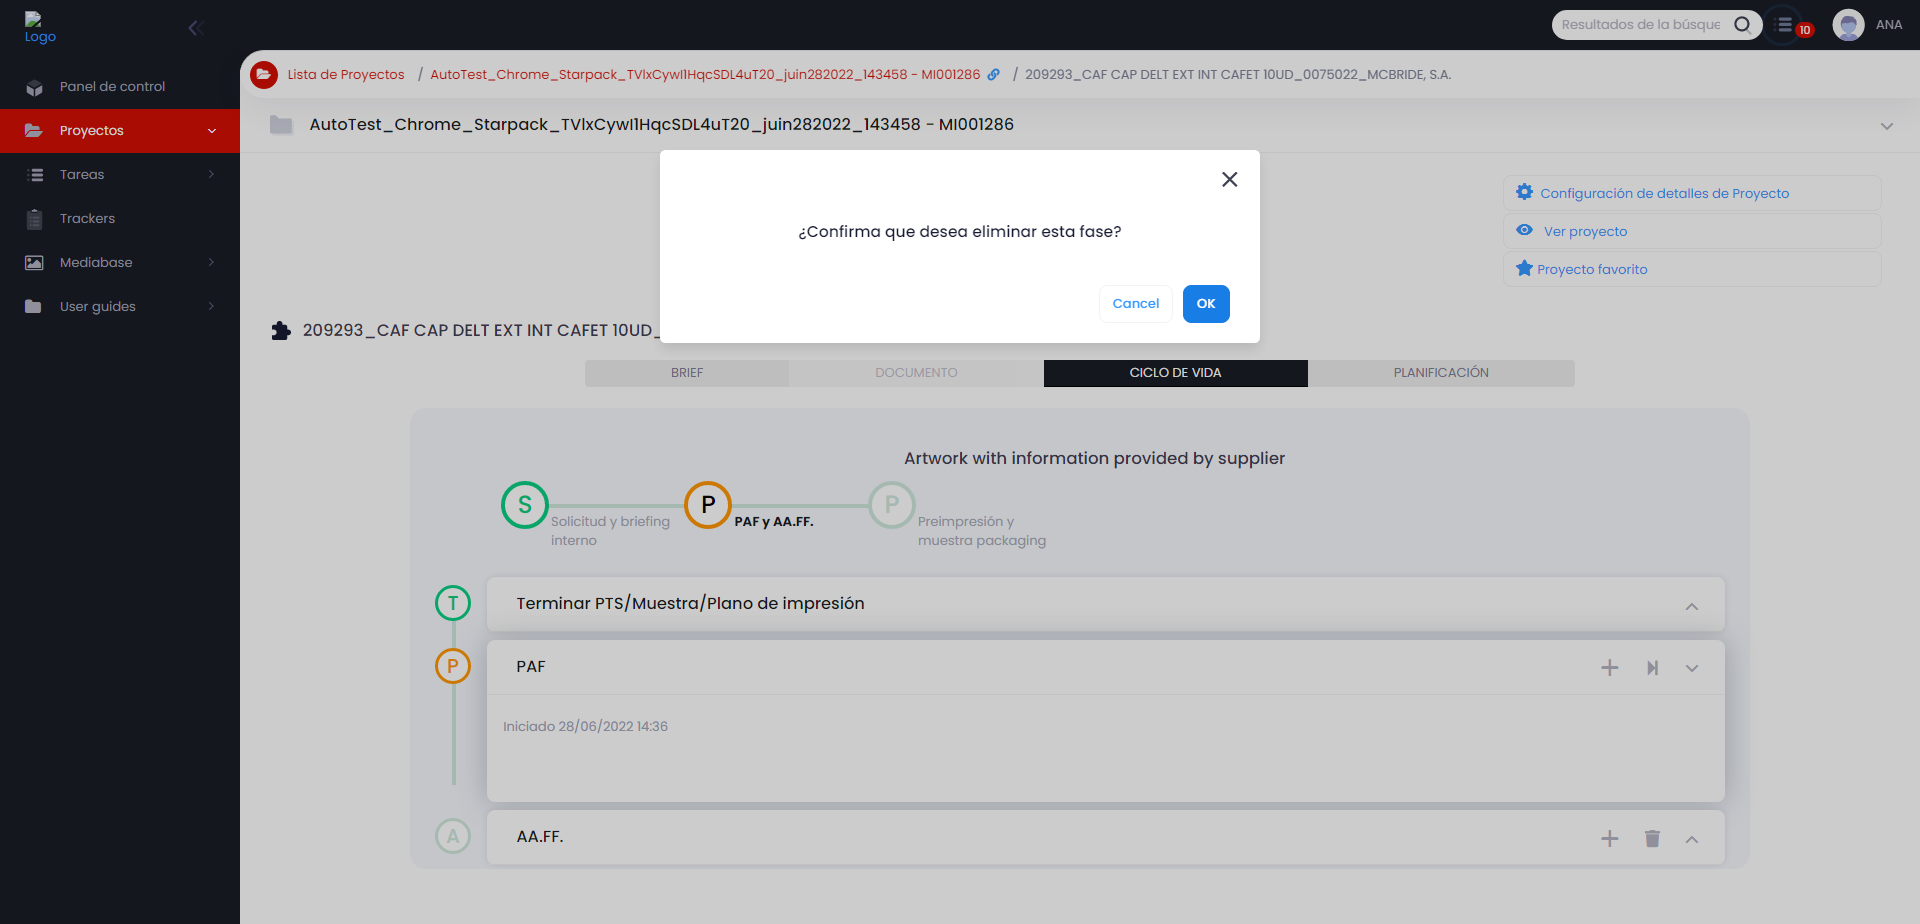 Logo
Resultados de la búsque
10
ANA
Panel de control
Proyectos
Tareas
Trackers
Mediabase
User guides
Lista de Proyectos / AutoTest_Chrome_Starpack_TVlxCywI1HqcSDL4uT20_juin282022_143458 - MI001286 / 209293_CAF CAP DELT EXT INT CAFET 10UD_0075022_MCBRIDE, S.A.
AutoTest_Chrome_Starpack_TVlxCywI1HqcSDL4uT20_juin282022_143458 - MI001286
¿Confirma que desea eliminar esta fase?
Cancel
OK
Configuración de detalles de Proyecto
Ver proyecto
Proyecto favorito
209293_CAF CAP DELT EXT INT CAFET 10UD_
BRIEF
DOCUMENTO
CICLO DE VIDA
PLANIFICACIÓN
Artwork with information provided by supplier
S
Solicitud y briefing
interno
P
PAF y AA.FF.
P
Preimpresión y
muestra packaging
T
Terminar PTS/Muestra/Plano de impresión
P
PAF
Iniciado 28/06/2022 14:36
A
AA.FF.